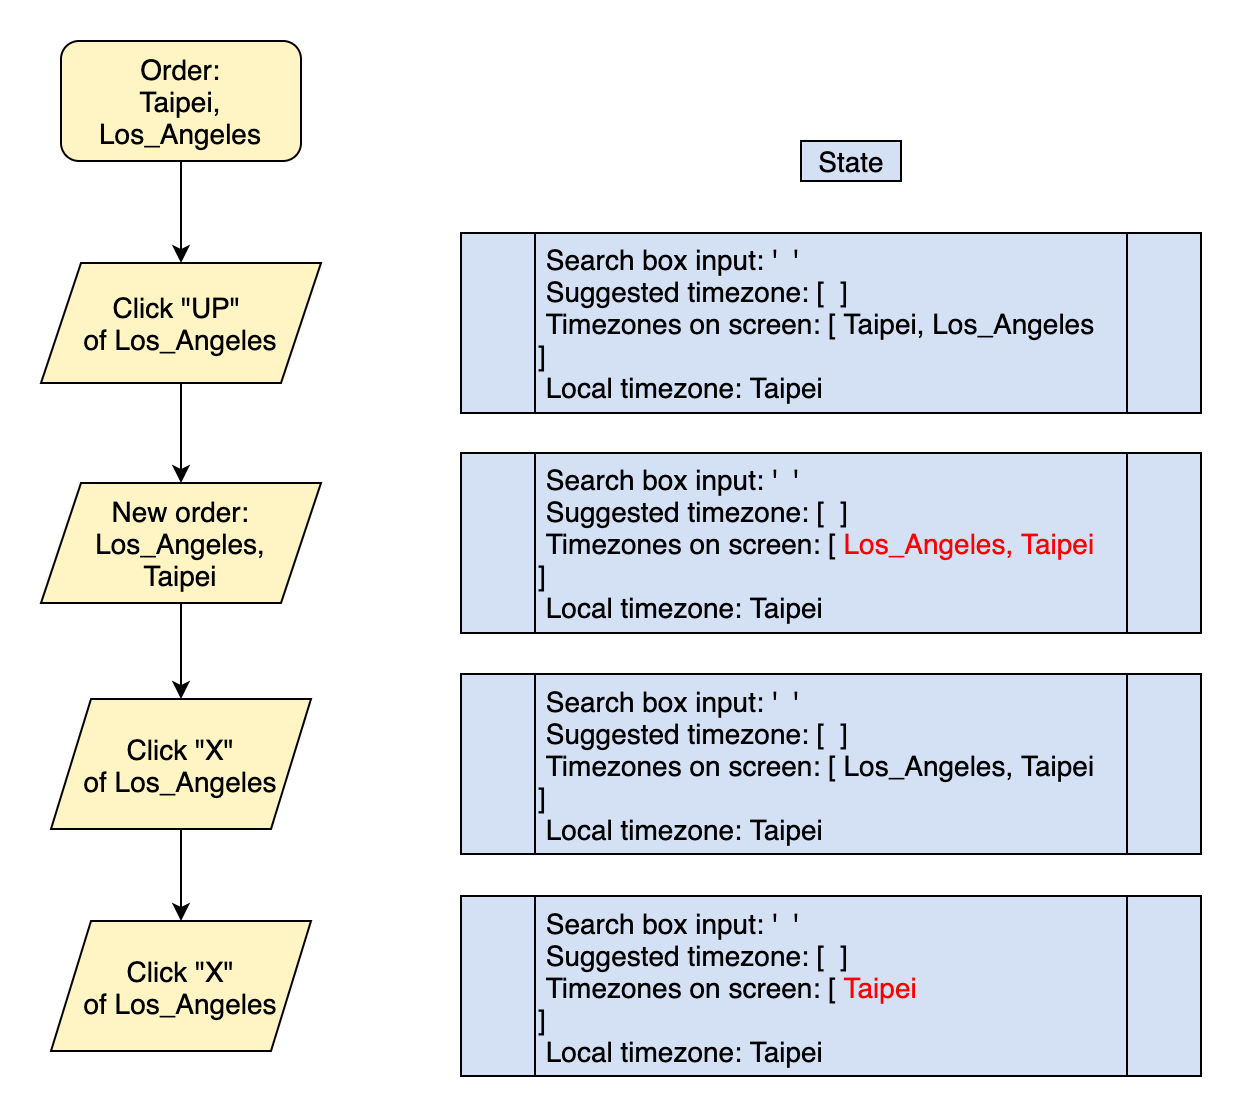 Order:
Taipei,
Los_Angeles
State
Click "UP"
of Los_Angeles
Search box input: ' '
Suggested timezone: [ ]
Timezones on screen: [ Taipei, Los_Angeles
]
Local timezone: Taipei
New order:
Los_Angeles,
Taipei
Search box input: ' '
Suggested timezone: [ ]
Timezones on screen: [ Los_Angeles, Taipei
]
Local timezone: Taipei
Click "X"
of Los_Angeles
Search box input: ' '
Suggested timezone: [ ]
Timezones on screen: [ Los_Angeles, Taipei
]
Local timezone: Taipei
Click "X"
of Los_Angeles
Search box input: ' '
Suggested timezone: [ ]
Timezones on screen: [ Taipei
]
Local timezone: Taipei